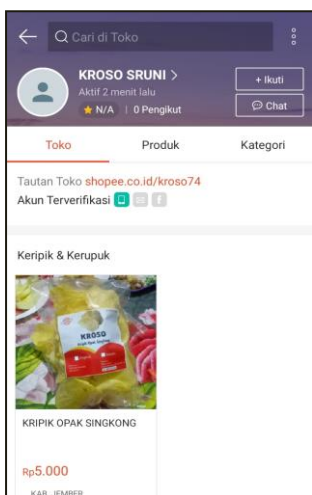 Cari di Toko
KROSO SRUNI >
Aktif 2 menit lalu
N/A | 0 Pengikut
+ Ikuti
Chat
Toko
Produk
Kategori
Tautan Toko shopee.co.id/kroso74
Akun Terverifikasi
Keripik & Kerupuk
KROSO
KRIPIK OPAK SINGKONG
Rp5.000
KAB. JEMBER